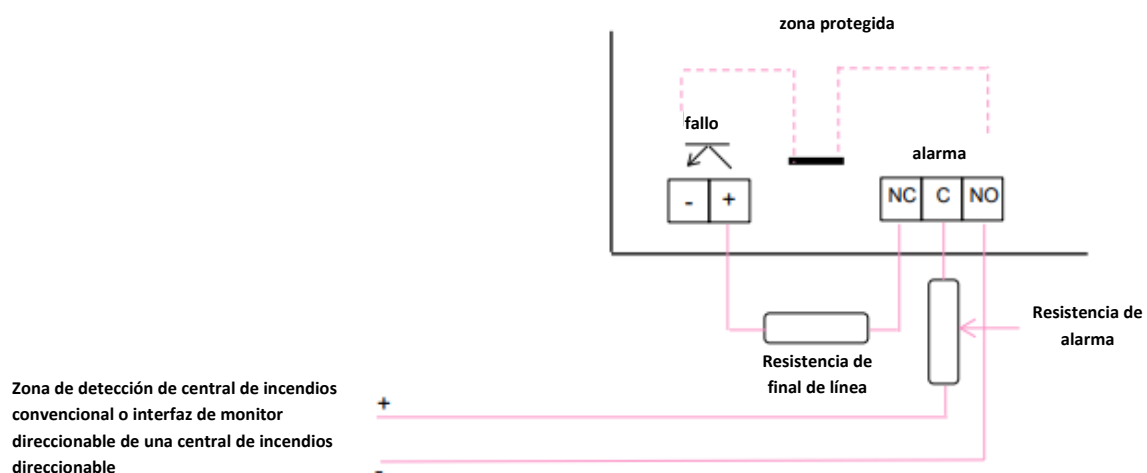 zona protegida
fallo
alarma
- +
NC C NO
Resistencia de
alarma
Resistencia de
final de línea
Zona de detección de central de incendios
convencional o interfaz de monitor
direccionable de una central de incendios
direccionable
+
-